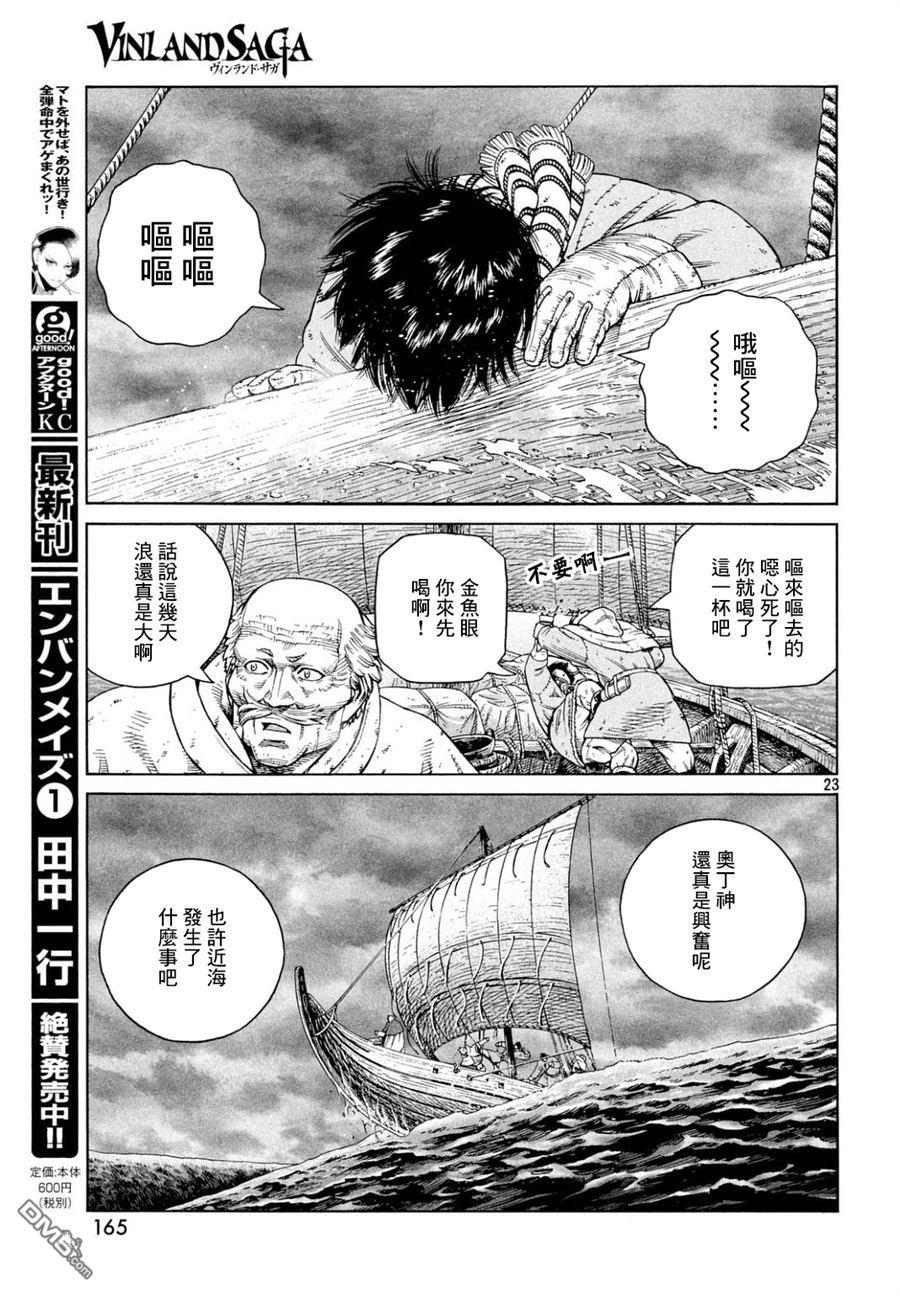 VINLAND SAGA
ヴィンランド・サガ
嘔嘔
嘔嘔
哦嘔
……
嘔來嘔去的
噁心死了！
你就喝了
這一杯吧
不要啊ー
金魚眼
你來先
喝啊！
話說這幾天
浪還真是大啊
23
奧丁神
還真是興奮呢
也許近海
發生了
什麼事吧
マトを外せば、あの世行き！
全弾命中でアゲまくれッ！
good!
AFTERNOON
good!
アフタヌーン
KC
最新刊
エンバンメイズ❶
田中一行
絶賛発売中!!
定価:本体
600円
(税別)
165
DM5